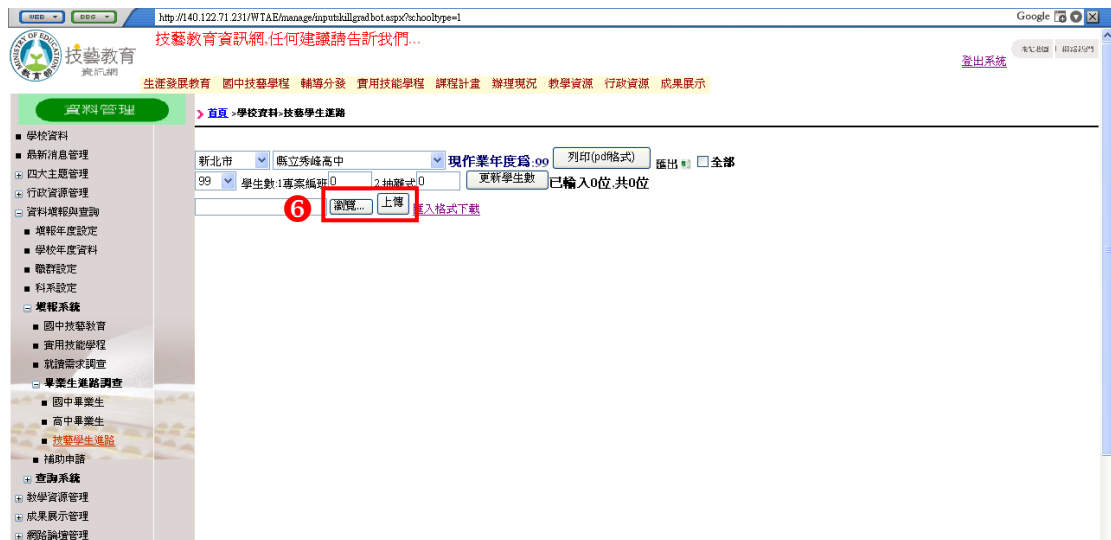 WEB
http://140.122.71.231/WTAE/manage/inputskillgradbot.aspx?schooltype=1
Google
技藝教育
資訊網
技藝教育資訊網,任何建議請告訴我們...
登出系統
生涯發展教育 國中技藝學程 輔導分發 實用技能學程 課程計畫 辦理現況 教學資源 行政資源 成果展示
資料管理
首頁 »學校資料»技藝學生進路
學校資料
最新消息管理
四大主題管理
行政資源管理
資料填報與查詢
填報年度設定
學校年度資料
職群設定
科系設定
填報系統
國中技藝教育
實用技能學程
就讀需求調查
畢業生進路調查
國中畢業生
高中畢業生
技藝學生進路
補助申請
查詢系統
教學資源管理
成果展示管理
網路論壇管理
新北市 縣立秀峰高中 現作業年度為:99 列印(pdf格式) 匯出 全部
99 學生數:1專案編班0 2.抽離式0 更新學生數 已輸入0位,共0位
6 瀏覽... 上傳 匯入格式下載